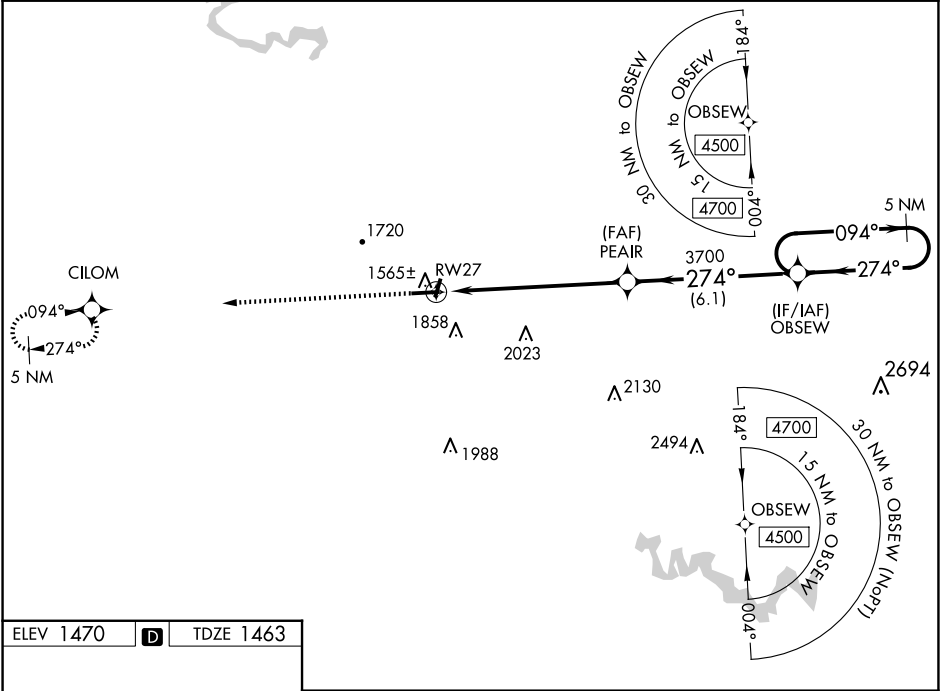 184°
30 NM to OBSEW
15 NM to OBSEW
OBSEW
4500
4700
004°
5 NM
094°
274°
1720
(FAF)
PEAIR
3700
274°
(6.1)
(IF/IAF)
OBSEW
CILOM
1565±
RW27
094°
274°
5 NM
1858
2023
2694
2130
1988
2494
184°
4700
30 NM to OBSEW (NoPT)
15 NM to OBSEW
OBSEW
4500
004°
ELEV 1470 D TDZE 1463